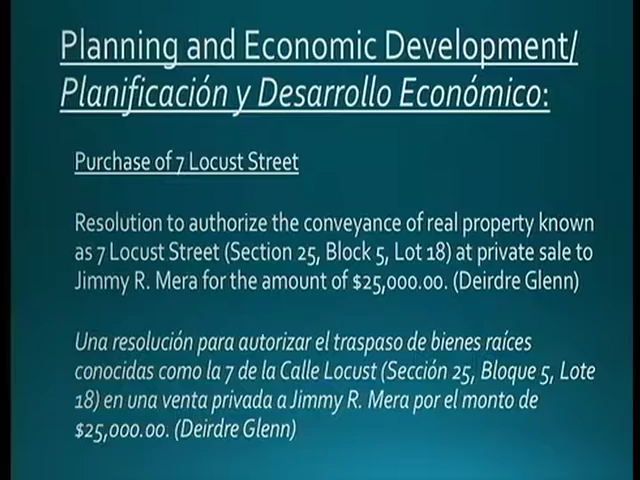 Planning and Economic Development/
Planificación y Desarrollo Económico:
Purchase of 7 Locust Street
Resolution to authorize the conveyance of real property known
as 7 Locust Street (Section 25, Block 5, Lot 18) at private sale to
Jimmy R. Mera for the amount of $25,000.00. (Deirdre Glenn)
Una resolución para autorizar el traspaso de bienes raíces
conocidas como la 7 de la Calle Locust (Sección 25, Bloque 5, Lote
18) en una venta privada a Jimmy R. Mera por el monto de
$25,000.00. (Deirdre Glenn)